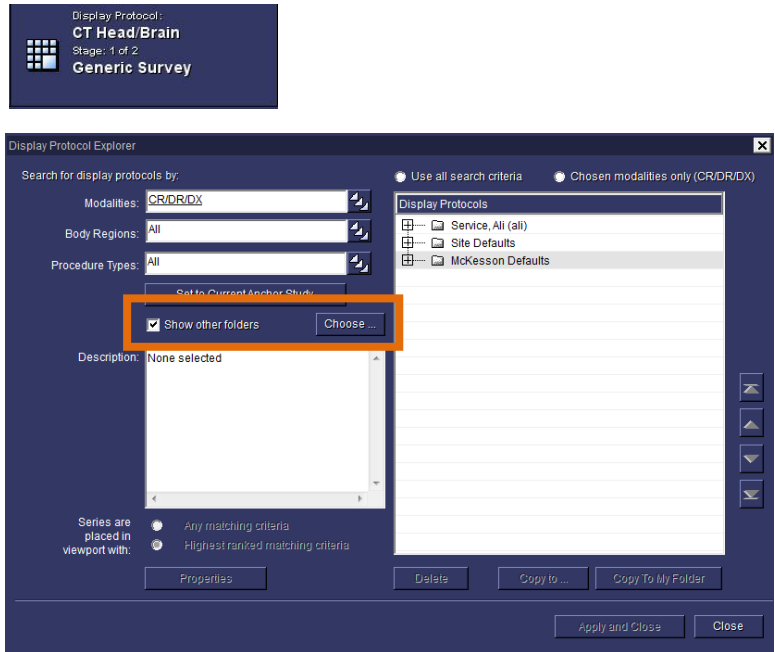 Display Protocol:
CT Head/Brain
Stage: 1 of 2
Generic Survey
Display Protocol Explorer
Search for display protocols by:
Use all search criteria
Chosen modalities only (CR/DR/DX)
Modalities:
CR/DR/DX
Display Protocols
Service, Ali (ali)
Body Regions:
All
Site Defaults
McKesson Defaults
Procedure Types:
All
Set to Current Anchor Study
Show other folders
Choose ...
Description:
None selected
Series are
placed in
viewport with:
Any matching criteria
Highest ranked matching criteria
Properties
Delete
Copy to ...
Copy To My Folder
Apply and Close
Close